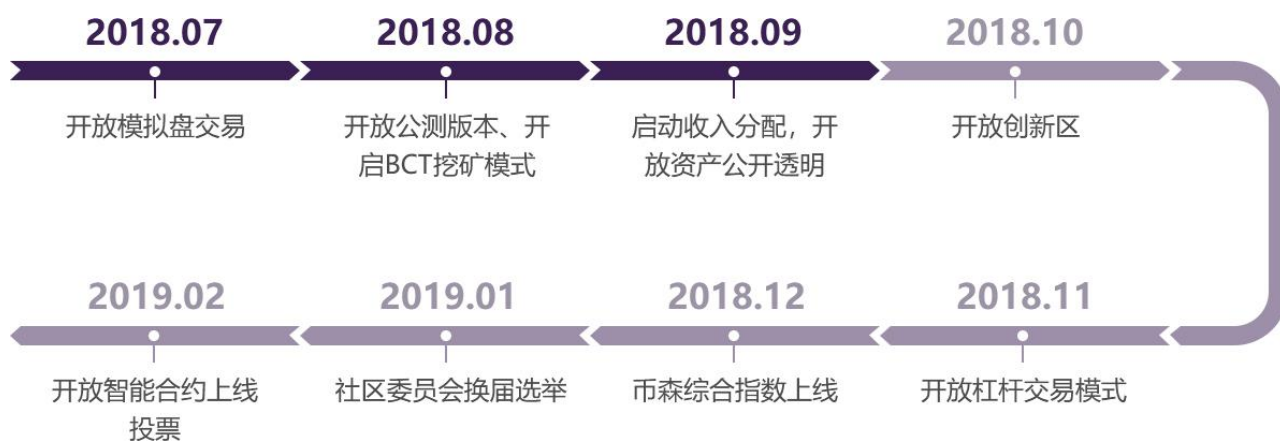 2018.07
开放模拟盘交易
2018.08
开放公测版本、开
启BCT挖矿模式
2018.09
启动收入分配，开
放资产公开透明
2018.10
开放创新区
2018.11
开放杠杆交易模式
2018.12
币森综合指数上线
2019.01
社区委员会换届选举
2019.02
开放智能合约上线
投票